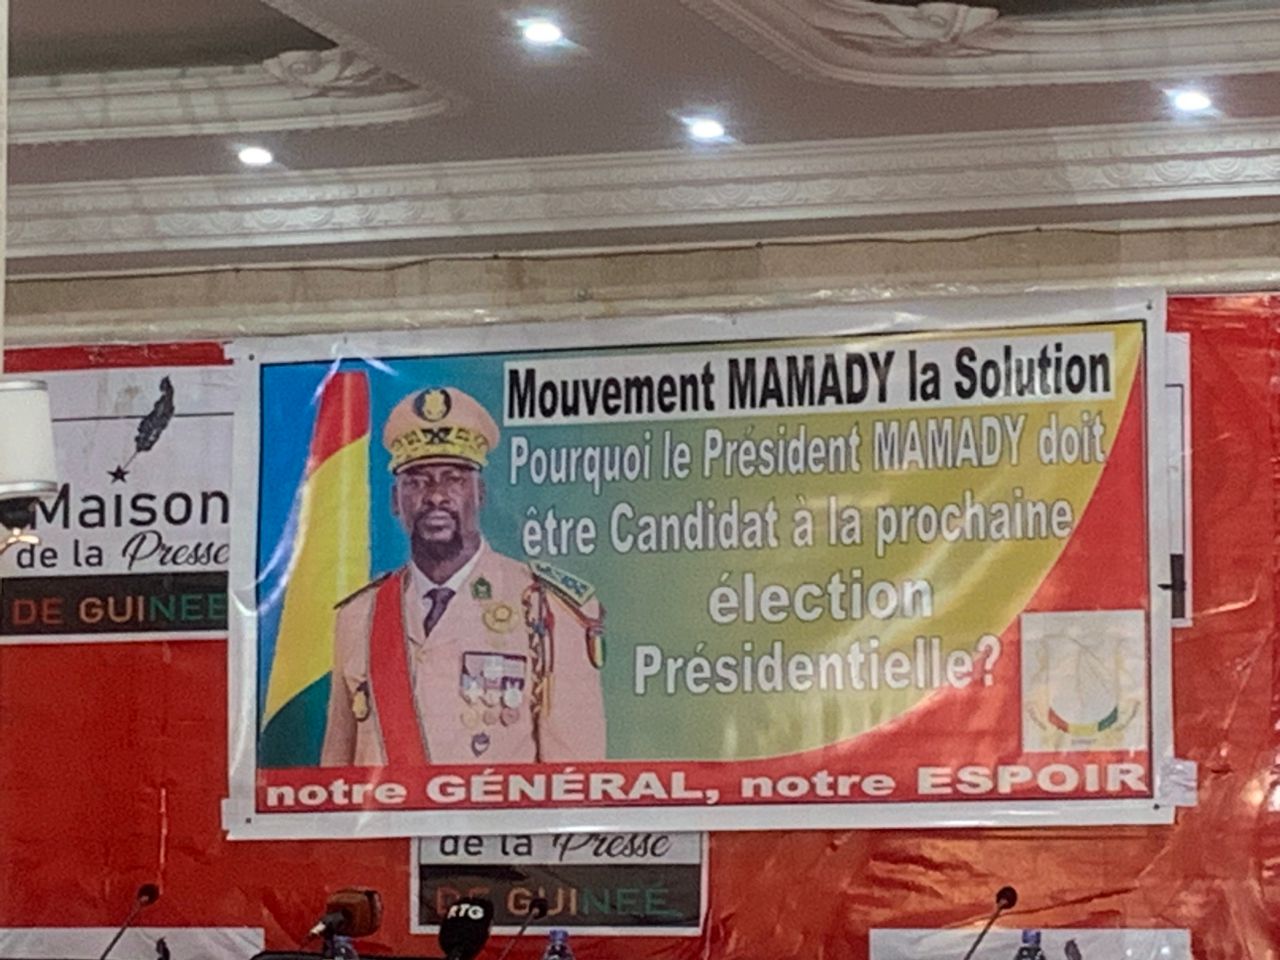 Mouvement MAMADY la Solution
Pourquoi le Président MAMADY doit
être Candidat à la prochaine
élection
Présidentielle?
notre GÉNÉRAL, notre ESPOIR
Maison
de la Presse
DE GUINEE
de la Presse
DE GUINEE
RTG